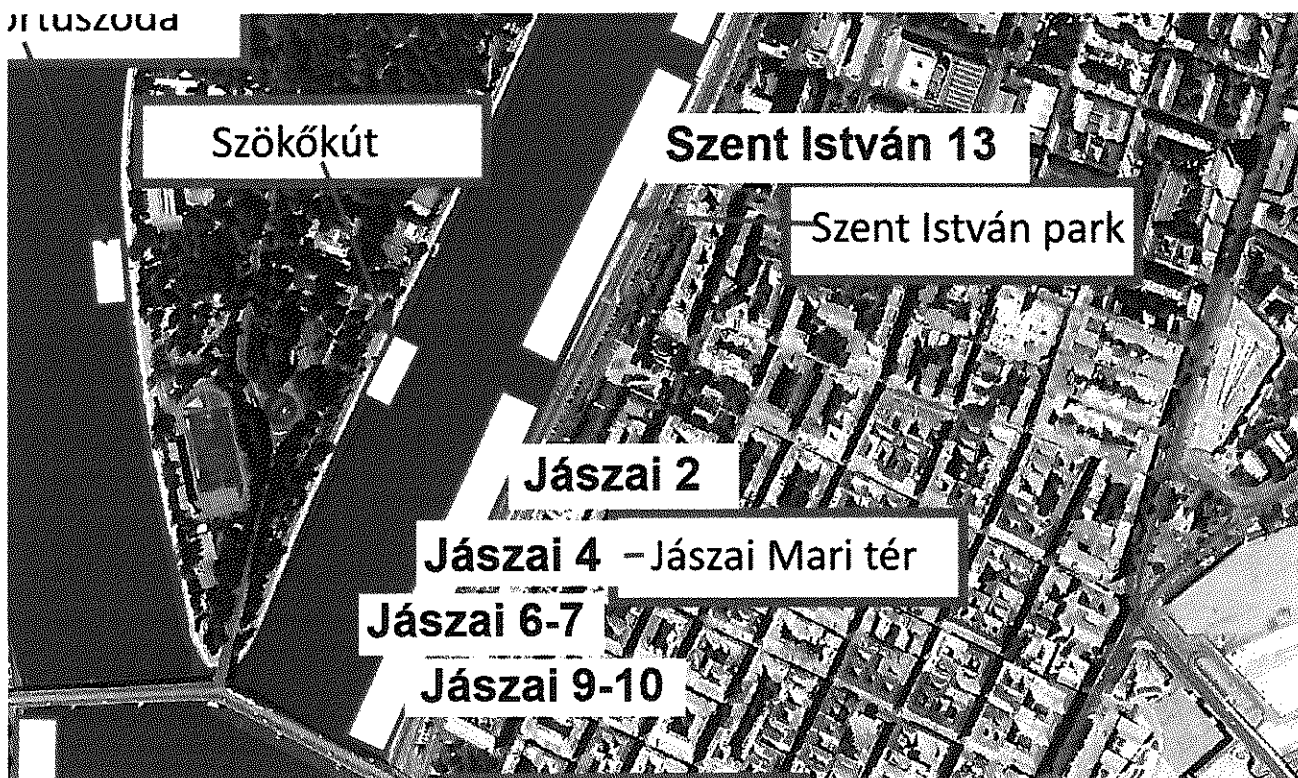 Szökőkút
Szent István 13
Szent István park
Jászai 2
Jászai 4
Jászai Mari tér
Jászai 6-7
Jászai 9-10